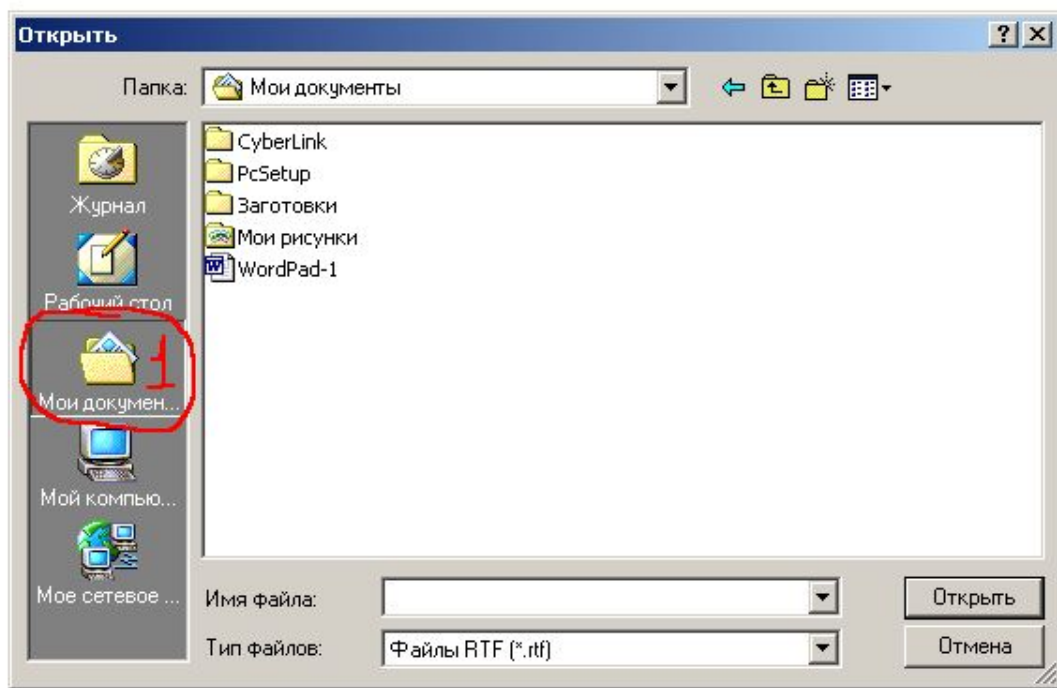 Открыть
Папка: Мои документы
Журнал
Рабочий стол
Мои докумен...
1
Мой компью...
Мое сетевое ...
CyberLink
PcSetup
Заготовки
Мои рисунки
WordPad-1
Имя файла:
Открыть
Тип файлов: Файлы RTF (*.rtf)
Отмена